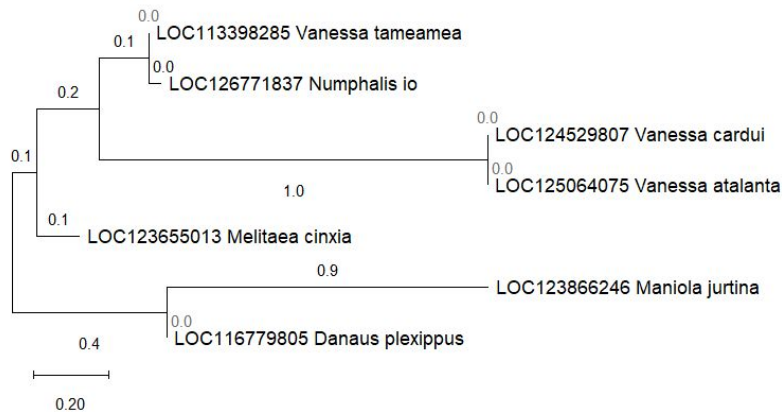 0.0
LOC113398285 Vanessa tameamea
0.1
0.0
LOC126771837 Numphalis io
0.2
0.0
LOC124529807 Vanessa cardui
0.1
0.0
LOC125064075 Vanessa atalanta
1.0
0.1
LOC123655013 Melitaea cinxia
0.9
LOC123866246 Maniola jurtina
0.0
LOC116779805 Danaus plexippus
0.4
0.20